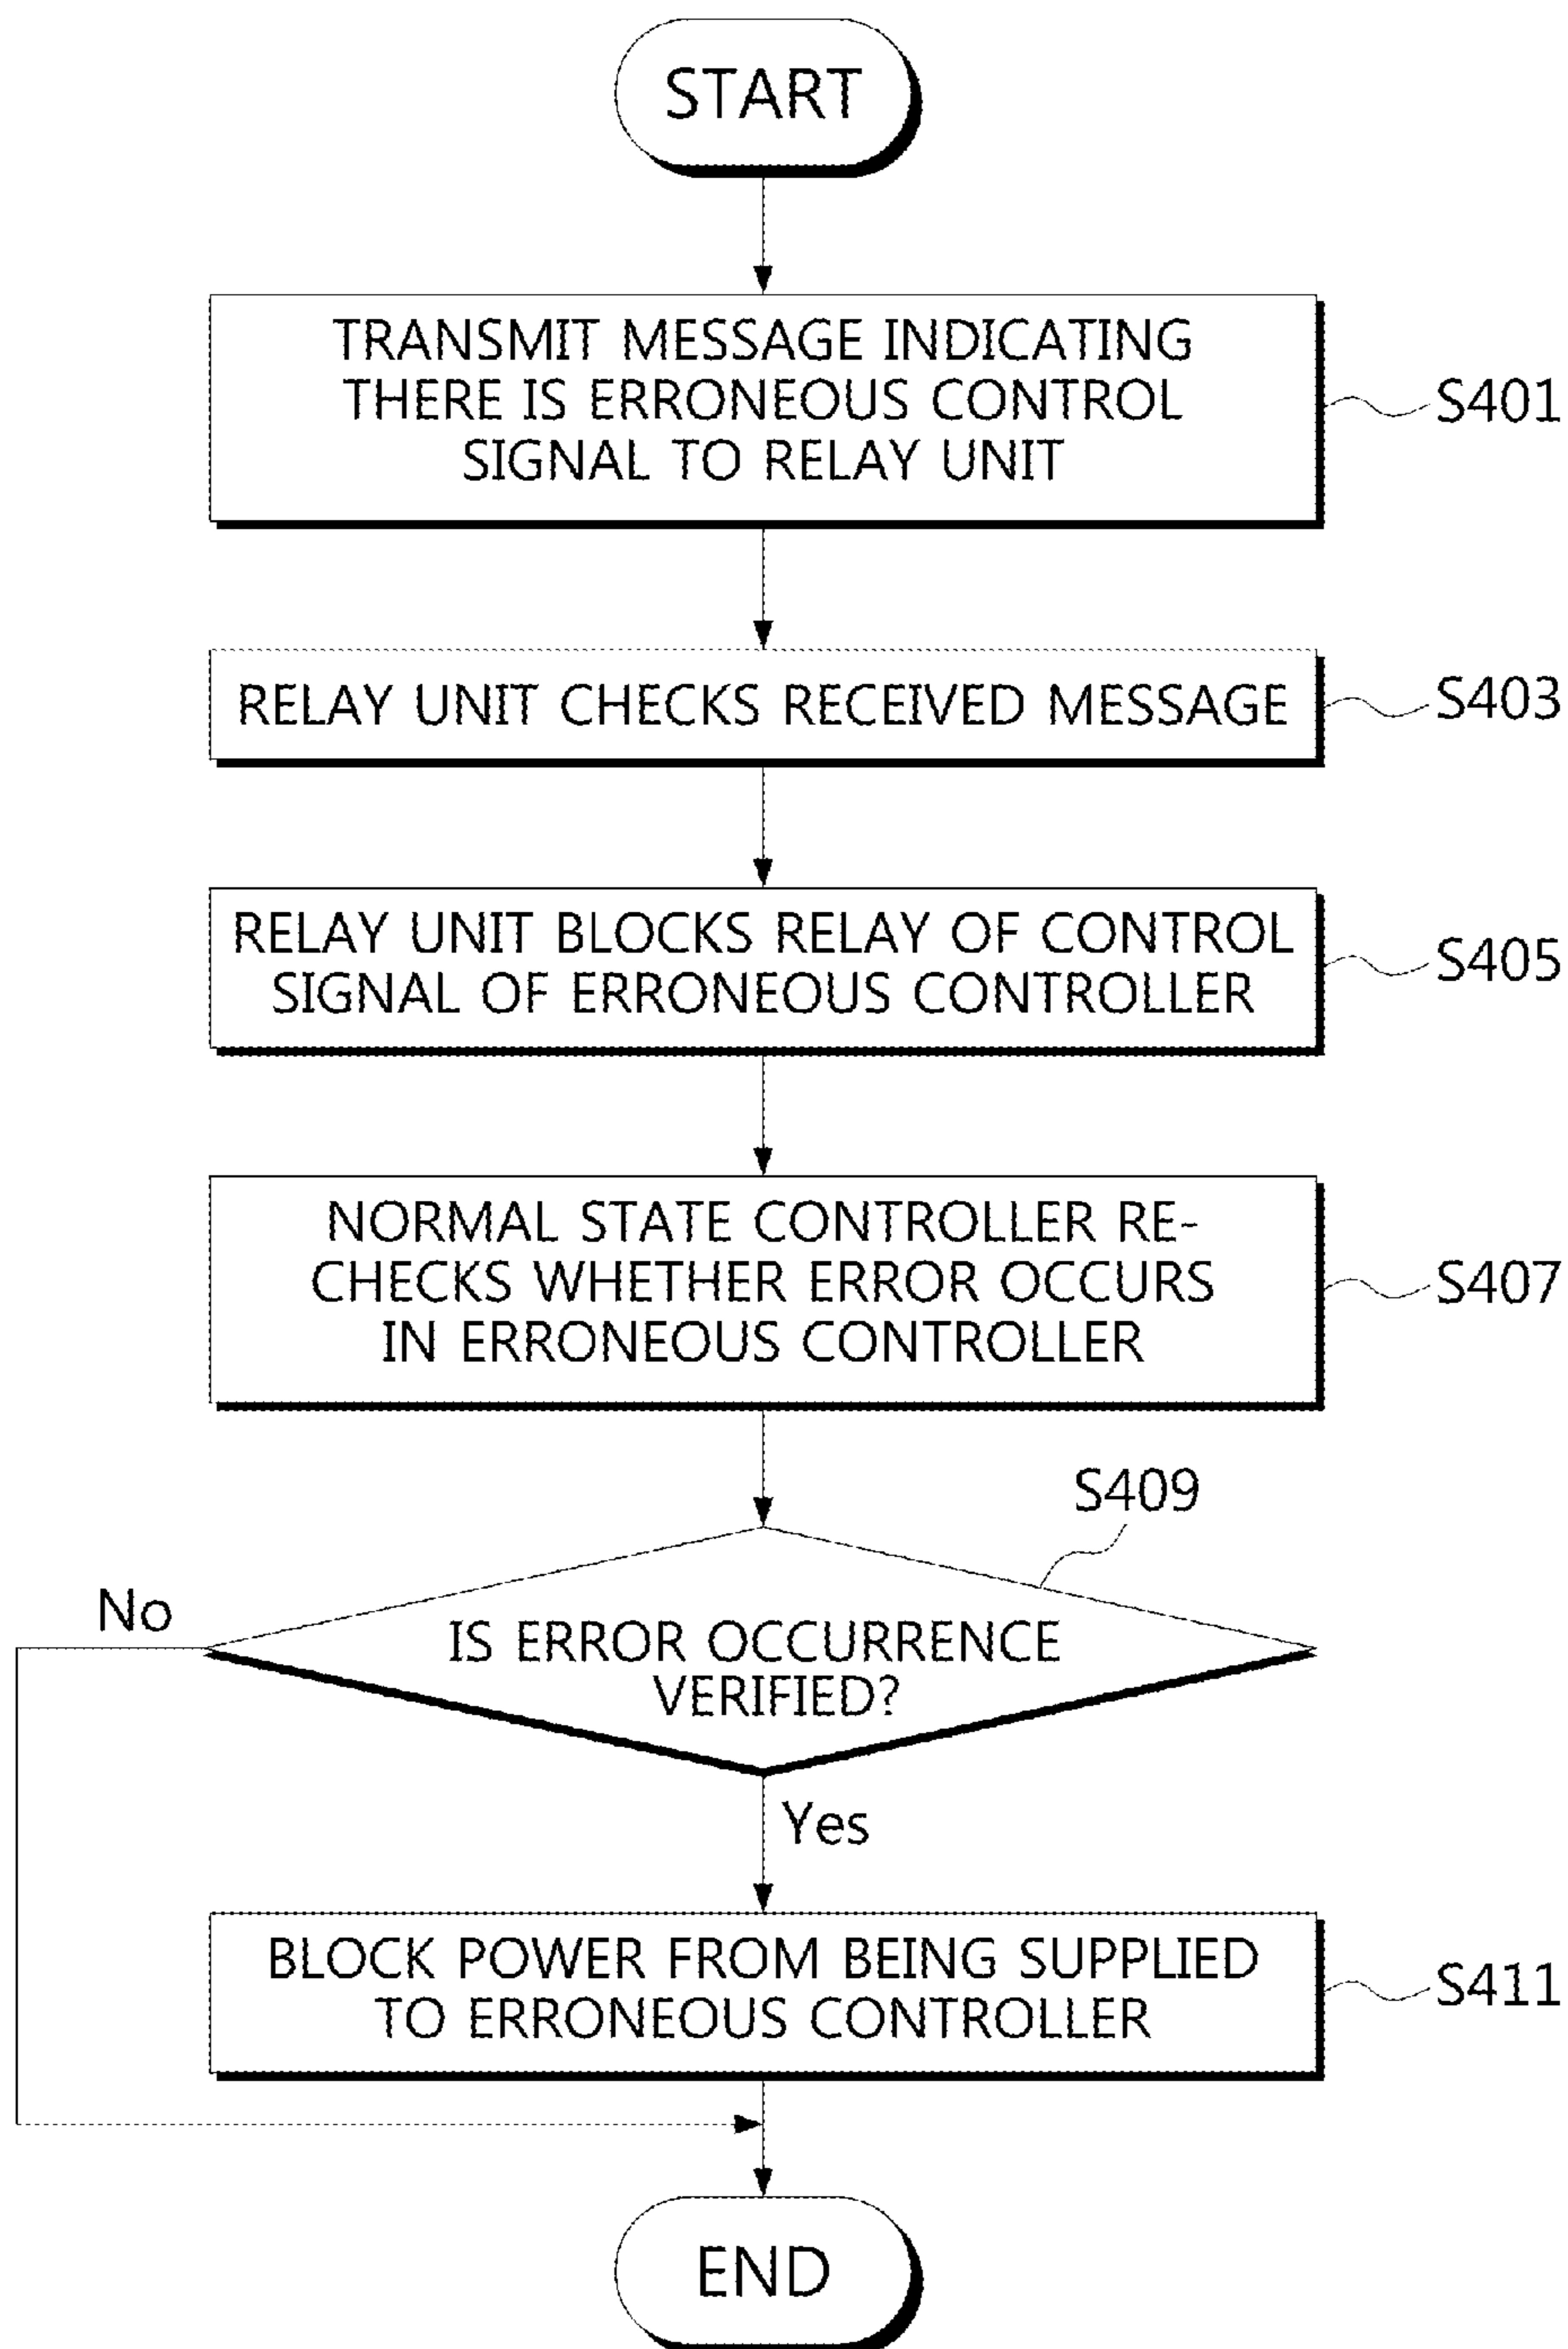 START
TRANSMIT MESSAGE INDICATING
THERE IS ERRONEOUS CONTROL
SIGNAL TO RELAY UNIT
S401
RELAY UNIT CHECKS RECEIVED MESSAGE
S403
RELAY UNIT BLOCKS RELAY OF CONTROL
SIGNAL OF ERRONEOUS CONTROLLER
S405
NORMAL STATE CONTROLLER RE-
CHECKS WHETHER ERROR OCCURS
IN ERRONEOUS CONTROLLER
S407
S409
No
IS ERROR OCCURRENCE
VERIFIED?
Yes
BLOCK POWER FROM BEING SUPPLIED
TO ERRONEOUS CONTROLLER
S411
END